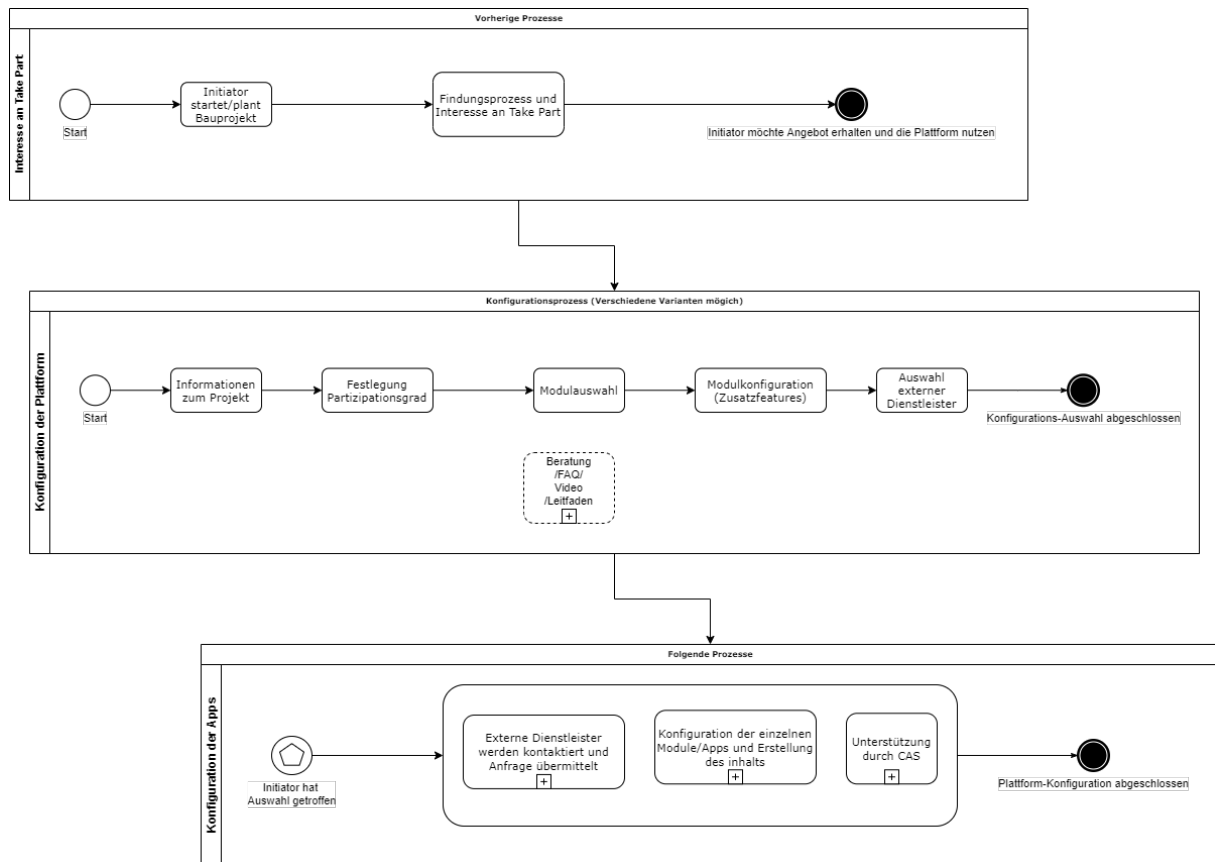 Vorherige Prozesse
Interesse an Take Part
Start
Initiator
startet/plant
Bauprojekt
Findungsprozess und
Interesse an Take Part
Initiator möchte Angebot erhalten und die Plattform nutzen
Konfigurationsprozess (Verschiedene Varianten mögich)
Konfiguration der Plattform
Start
Informationen
zum Projekt
Festlegung
Partizipationsgrad
Modulauswahl
Modulkonfiguration
(Zusatzfeatures)
Auswahl
externer
Dienstleister
Konfigurations-Auswahl abgeschlossen
Beratung
/FAQ/
Video
/Leitfaden
Folgende Prozesse
Konfiguration der Apps
Initiator hat
Auswahl getroffen
Externe Dienstleister
werden kontaktiert und
Anfrage übermittelt
Konfiguration der einzelnen
Module/Apps und Erstellung
des inhalts
Unterstützung
durch CAS
Plattform-Konfiguration abgeschlossen